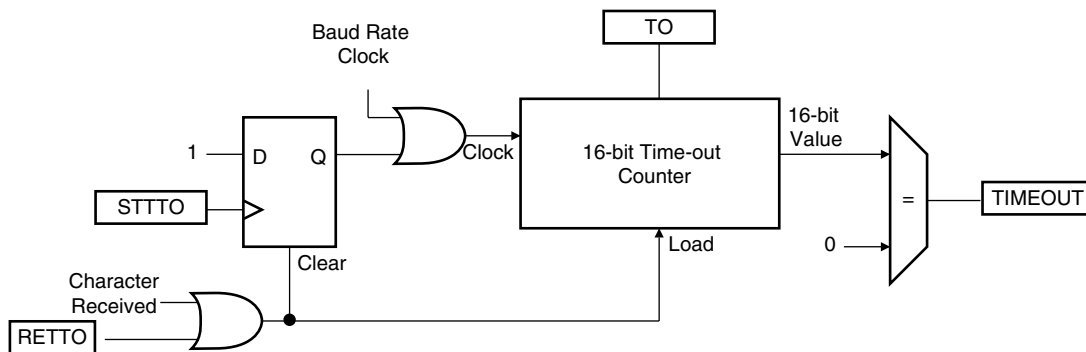 TO
Baud Rate
Clock
16-bit
Value
1
D
Q
Clock
16-bit Time-out
Counter
STTTO
=
TIMEOUT
Clear
Load
0
Character
Received
RETTO